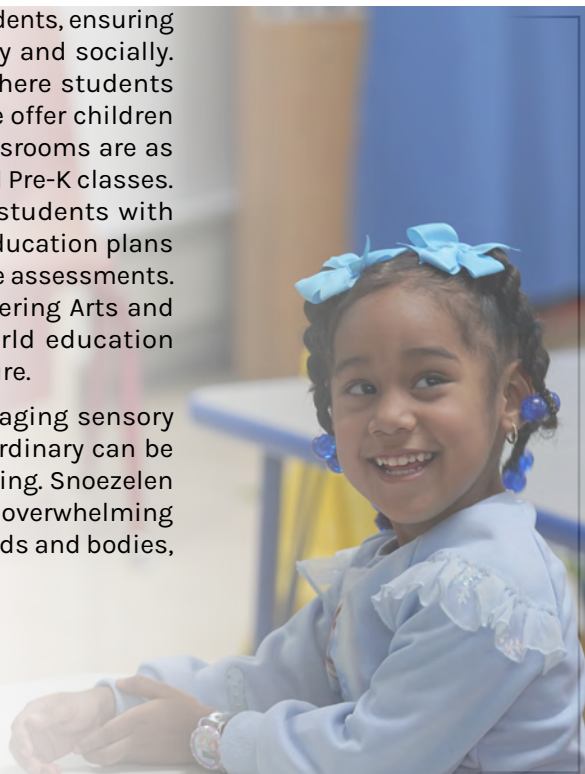 dents, ensuring
y and socially.
here students
e offer children
srooms are as
Pre-K classes.
students with
ducation plans
e assessments.
ering Arts and
rld education
re.
aging sensory
rdinary can be
ing. Snoezelen
overwhelming
ds and bodies,